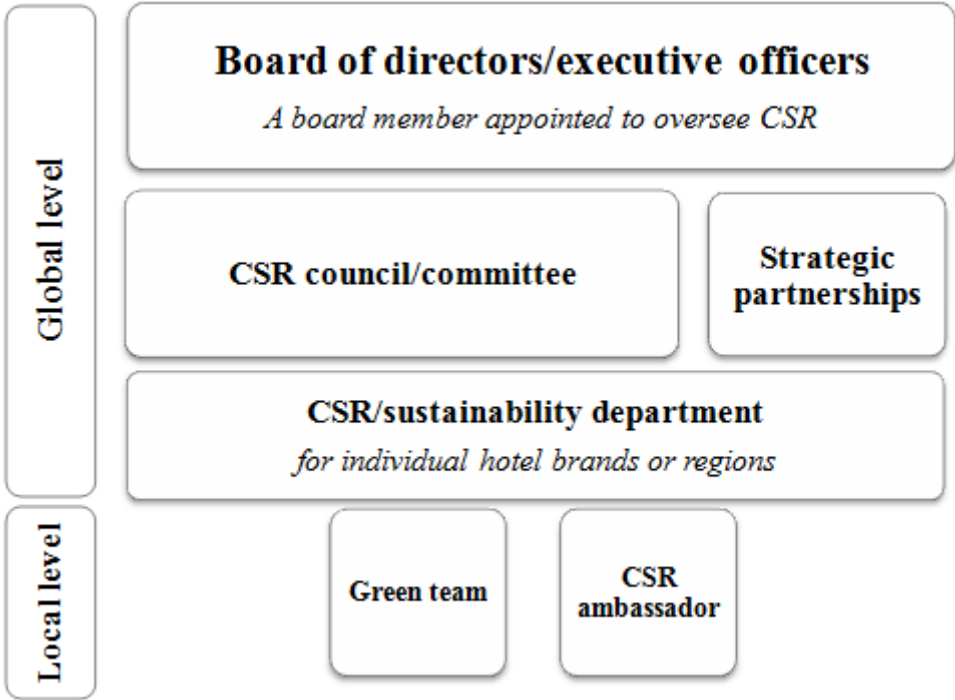 Global level
Board of directors/executive officers
A board member appointed to oversee CSR
CSR council/committee
Strategic
partnerships
CSR/sustainability department
for individual hotel brands or regions
Local level
Green team
CSR
ambassador